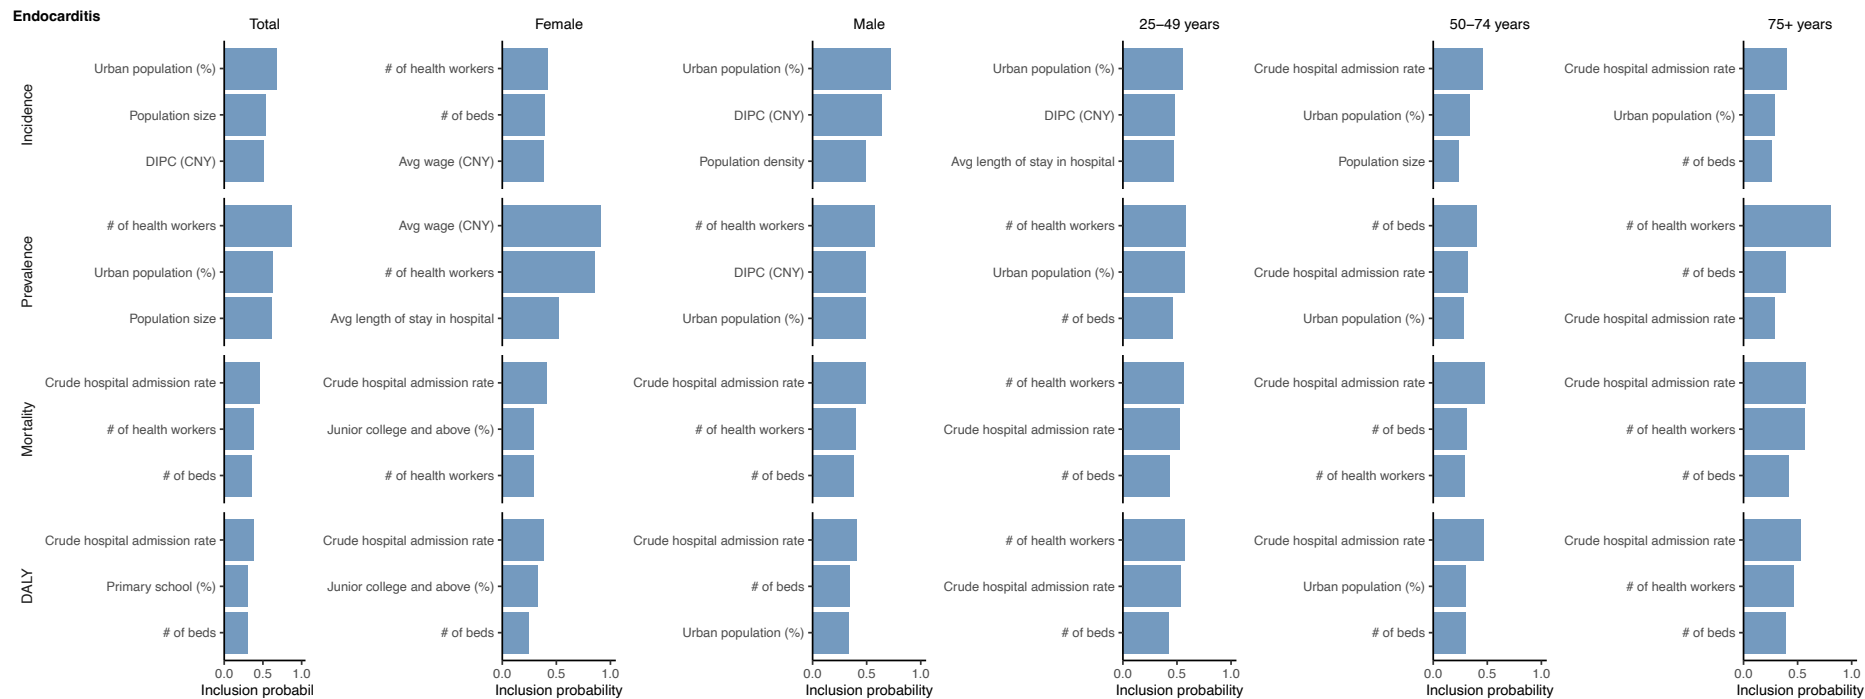 Endocarditis
Total
Female
Male
25–49 years
50–74 years
75+ years
Incidence
Urban population (%)
Population size
DIPC (CNY)
# of health workers
# of beds
Avg wage (CNY)
Urban population (%)
DIPC (CNY)
Population density
Urban population (%)
DIPC (CNY)
Avg length of stay in hospital
Crude hospital admission rate
Urban population (%)
Population size
Crude hospital admission rate
Urban population (%)
# of beds
Prevalence
# of health workers
Urban population (%)
Population size
Avg wage (CNY)
# of health workers
Avg length of stay in hospital
# of health workers
DIPC (CNY)
Urban population (%)
# of health workers
Urban population (%)
# of beds
# of beds
Crude hospital admission rate
Urban population (%)
# of health workers
# of beds
Crude hospital admission rate
Mortality
Crude hospital admission rate
# of health workers
# of beds
Crude hospital admission rate
Junior college and above (%)
# of health workers
Crude hospital admission rate
# of health workers
# of beds
# of health workers
Crude hospital admission rate
# of beds
Crude hospital admission rate
# of beds
# of health workers
Crude hospital admission rate
# of health workers
# of beds
DALY
Crude hospital admission rate
Primary school (%)
# of beds
Crude hospital admission rate
Junior college and above (%)
# of beds
Crude hospital admission rate
# of beds
Urban population (%)
# of health workers
Crude hospital admission rate
# of beds
Crude hospital admission rate
Urban population (%)
# of beds
Crude hospital admission rate
# of health workers
# of beds
0.0 0.5 1.0
0.0 0.5 1.0
0.0 0.5 1.0
0.0 0.5 1.0
0.0 0.5 1.0
0.0 0.5 1.0
Inclusion probabil
Inclusion probability
Inclusion probability
Inclusion probability
Inclusion probability
Inclusion probability